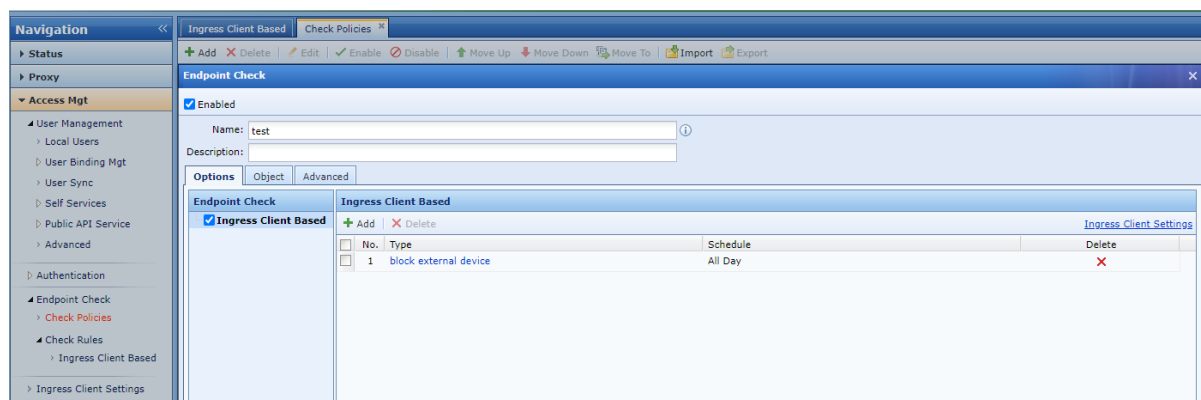 Navigation «
Status
Proxy
Access Mgt
User Management
Local Users
User Binding Mgt
User Sync
Self Services
Public API Service
Advanced
Authentication
Endpoint Check
Check Policies
Check Rules
Ingress Client Based
Ingress Client Settings
Ingress Client Based Check Policies ×
Add Delete Edit Enable Disable Move Up Move Down Move To Import Export
Endpoint Check
Enabled
Name: test
Description:
Options Object Advanced
Endpoint Check
Ingress Client Based
Ingress Client Based
Add Delete Ingress Client Settings
No. Type Schedule Delete
1 block external device All Day